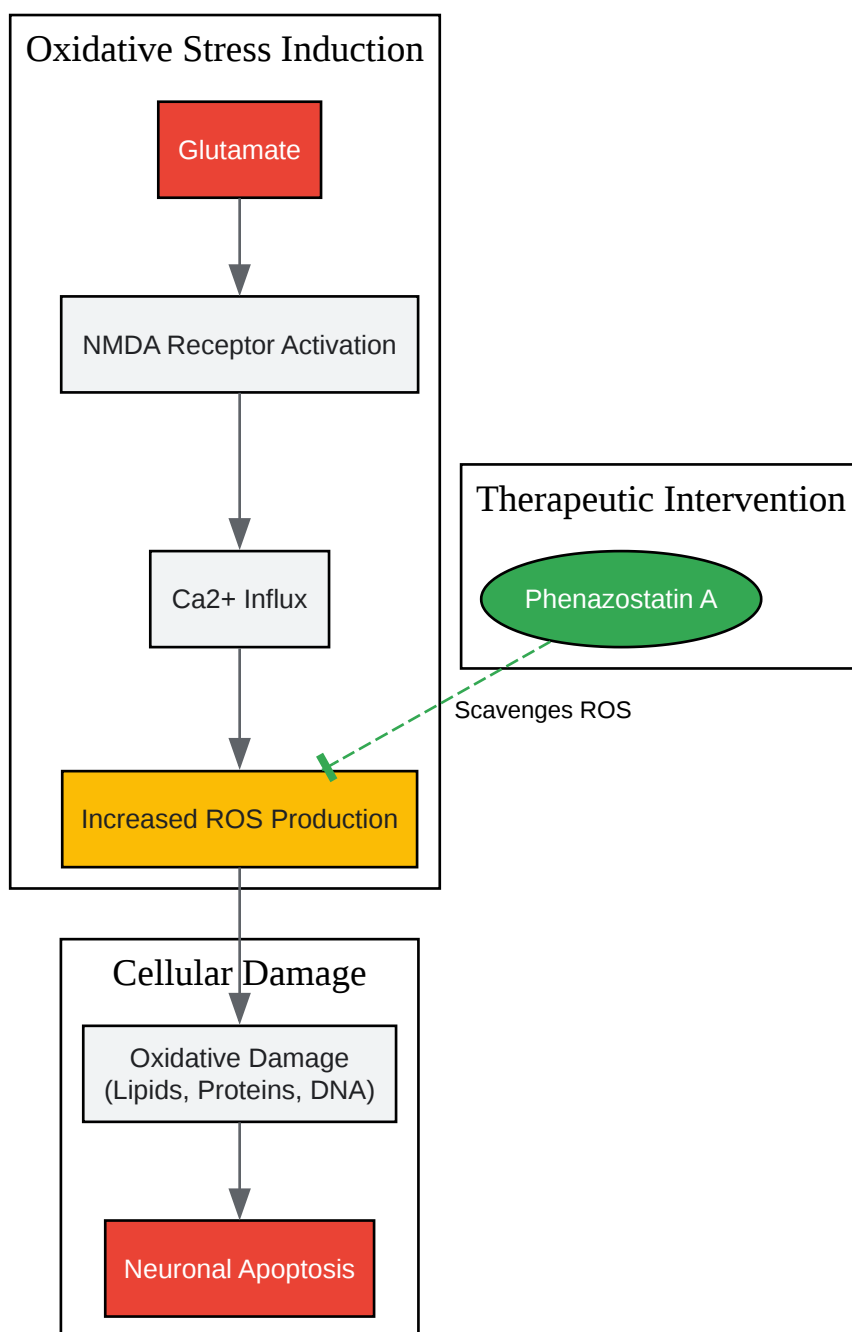 Oxidative Stress Induction
Glutamate
NMDA Receptor Activation
Ca2+ Influx
Increased ROS Production
Therapeutic Intervention
Phenazostatin A
Scavenges ROS
Cellular Damage
Oxidative Damage
(Lipids, Proteins, DNA)
Neuronal Apoptosis